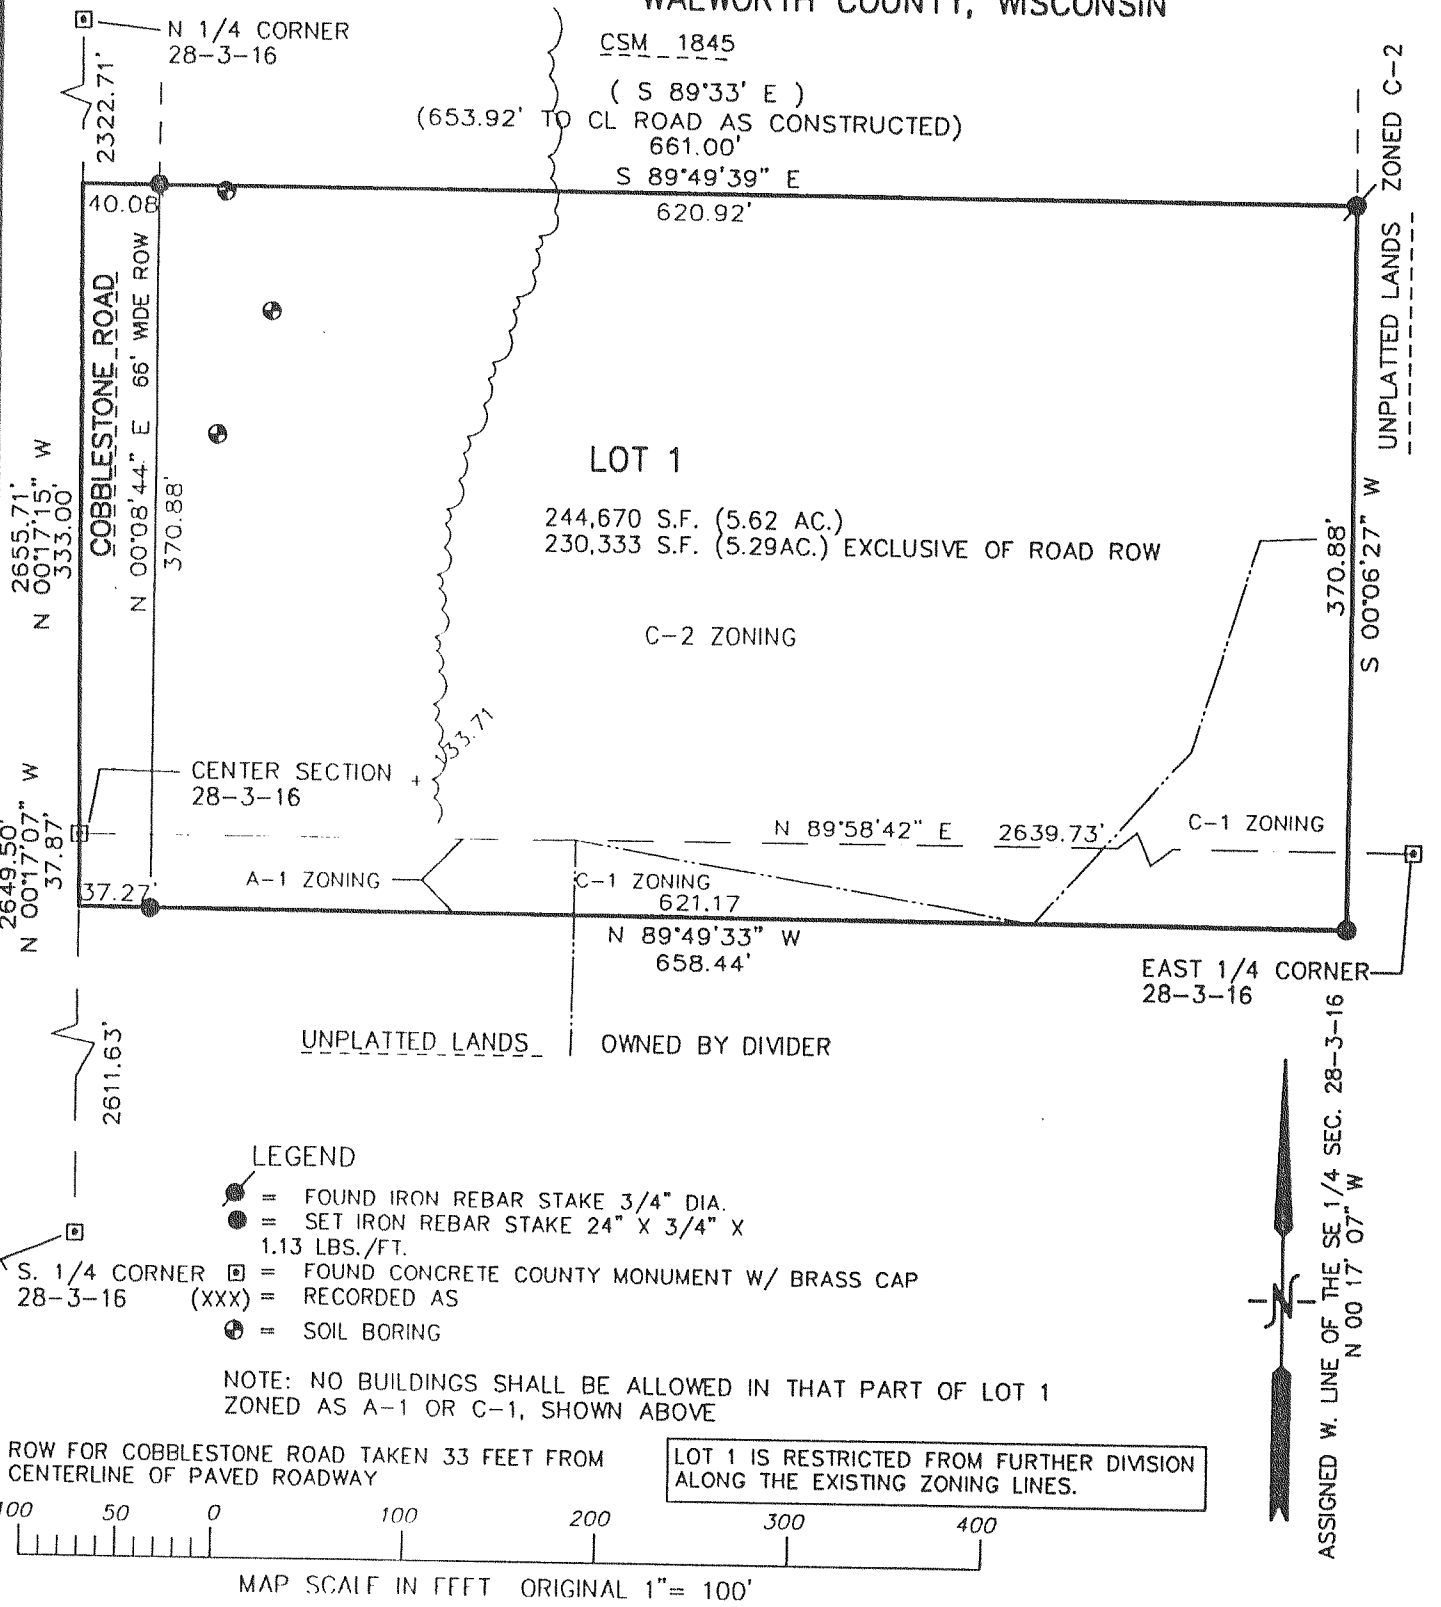 WALWORTH COUNTY, WISCONSIN
N 1/4 CORNER
28-3-16
CSM 1845
( S 89°33' E )
(653.92' TO CL ROAD AS CONSTRUCTED)
661.00'
S 89°49'39" E
620.92'
2322.71'
40.08
ZONED C-2
UNPLATTED LANDS
COBBLESTONE ROAD
N 00°08'44" E 66' WIDE ROW
370.88'
2655.71'
N 00°17'15" W
333.00'
LOT 1
244,670 S.F. (5.62 AC.)
230,333 S.F. (5.29AC.) EXCLUSIVE OF ROAD ROW
C-2 ZONING
370.88'
S 00°06'27" W
133.71
CENTER SECTION
28-3-16
2649.50'
N 00°17'07" W
37.87'
N 89°58'42" E 2639.73'
C-1 ZONING
A-1 ZONING
C-1 ZONING
37.27'
621.17
N 89°49'33" W
658.44'
EAST 1/4 CORNER
28-3-16
UNPLATTED LANDS OWNED BY DIVIDER
2611.63'
ASSIGNED W. LINE OF THE SE 1/4 SEC. 28-3-16
N 00 17' 07" W
N
LEGEND
= FOUND IRON REBAR STAKE 3/4" DIA.
= SET IRON REBAR STAKE 24" X 3/4" X
1.13 LBS./FT.
S. 1/4 CORNER
28-3-16
= FOUND CONCRETE COUNTY MONUMENT W/ BRASS CAP
(XXX) = RECORDED AS
= SOIL BORING
NOTE: NO BUILDINGS SHALL BE ALLOWED IN THAT PART OF LOT 1
ZONED AS A-1 OR C-1, SHOWN ABOVE
ROW FOR COBBLESTONE ROAD TAKEN 33 FEET FROM
CENTERLINE OF PAVED ROADWAY
LOT 1 IS RESTRICTED FROM FURTHER DIVISION
ALONG THE EXISTING ZONING LINES.
100 50 0 100 200 300 400
MAP SCALE IN FEET ORIGINAL 1"= 100'